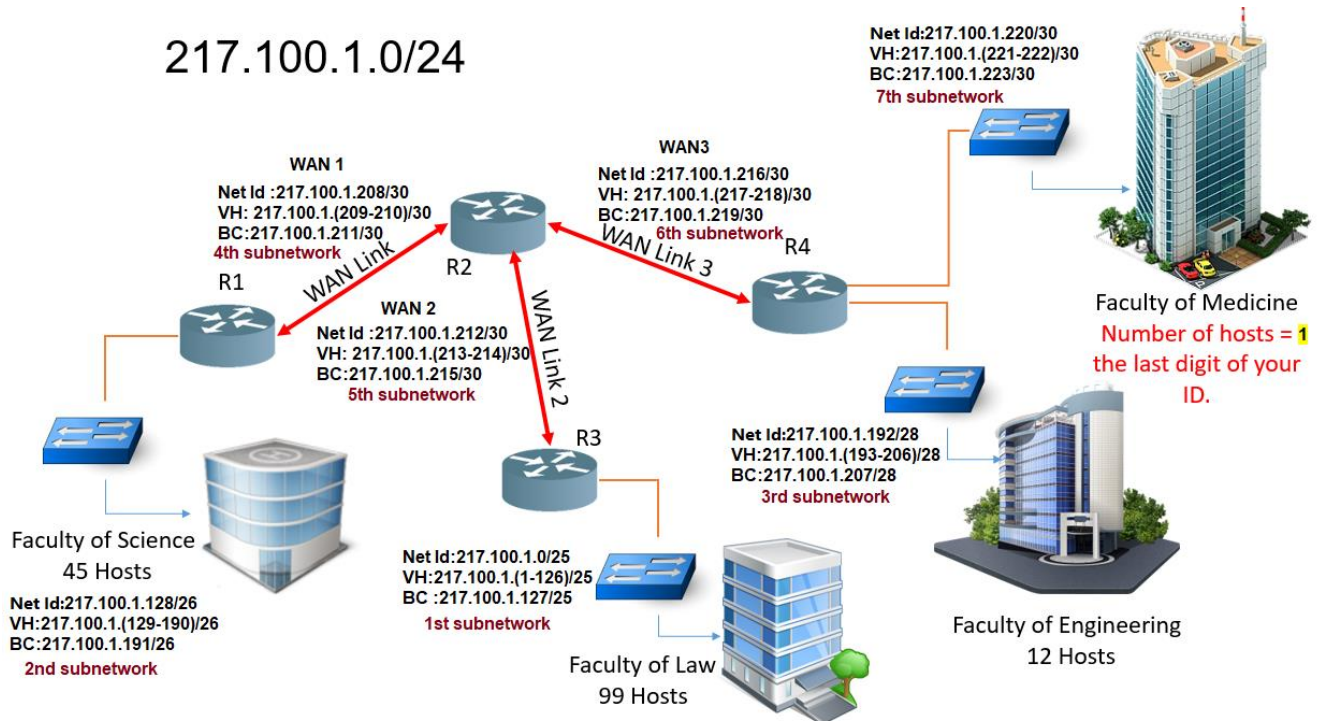 217.100.1.0/24
Net Id:217.100.1.220/30
VH:217.100.1.(221-222)/30
BC:217.100.1.223/30
7th subnetwork
WAN 1
Net Id :217.100.1.208/30
VH: 217.100.1.(209-210)/30
BC:217.100.1.211/30
4th subnetwork
WAN3
Net Id :217.100.1.216/30
VH: 217.100.1.(217-218)/30
BC:217.100.1.219/30
6th subnetwork
WAN Link
R2
WAN Link 3
R4
R1
WAN 2
Net Id :217.100.1.212/30
VH: 217.100.1.(213-214)/30
BC:217.100.1.215/30
5th subnetwork
WAN Link 2
Faculty of Medicine
Number of hosts = 1
the last digit of your
ID.
R3
Net Id:217.100.1.192/28
VH:217.100.1.(193-206)/28
BC:217.100.1.207/28
3rd subnetwork
Faculty of Science
45 Hosts
Net Id:217.100.1.128/26
VH:217.100.1.(129-190)/26
BC:217.100.1.191/26
2nd subnetwork
Net Id:217.100.1.0/25
VH:217.100.1.(1-126)/25
BC :217.100.1.127/25
1st subnetwork
Faculty of Law
99 Hosts
Faculty of Engineering
12 Hosts